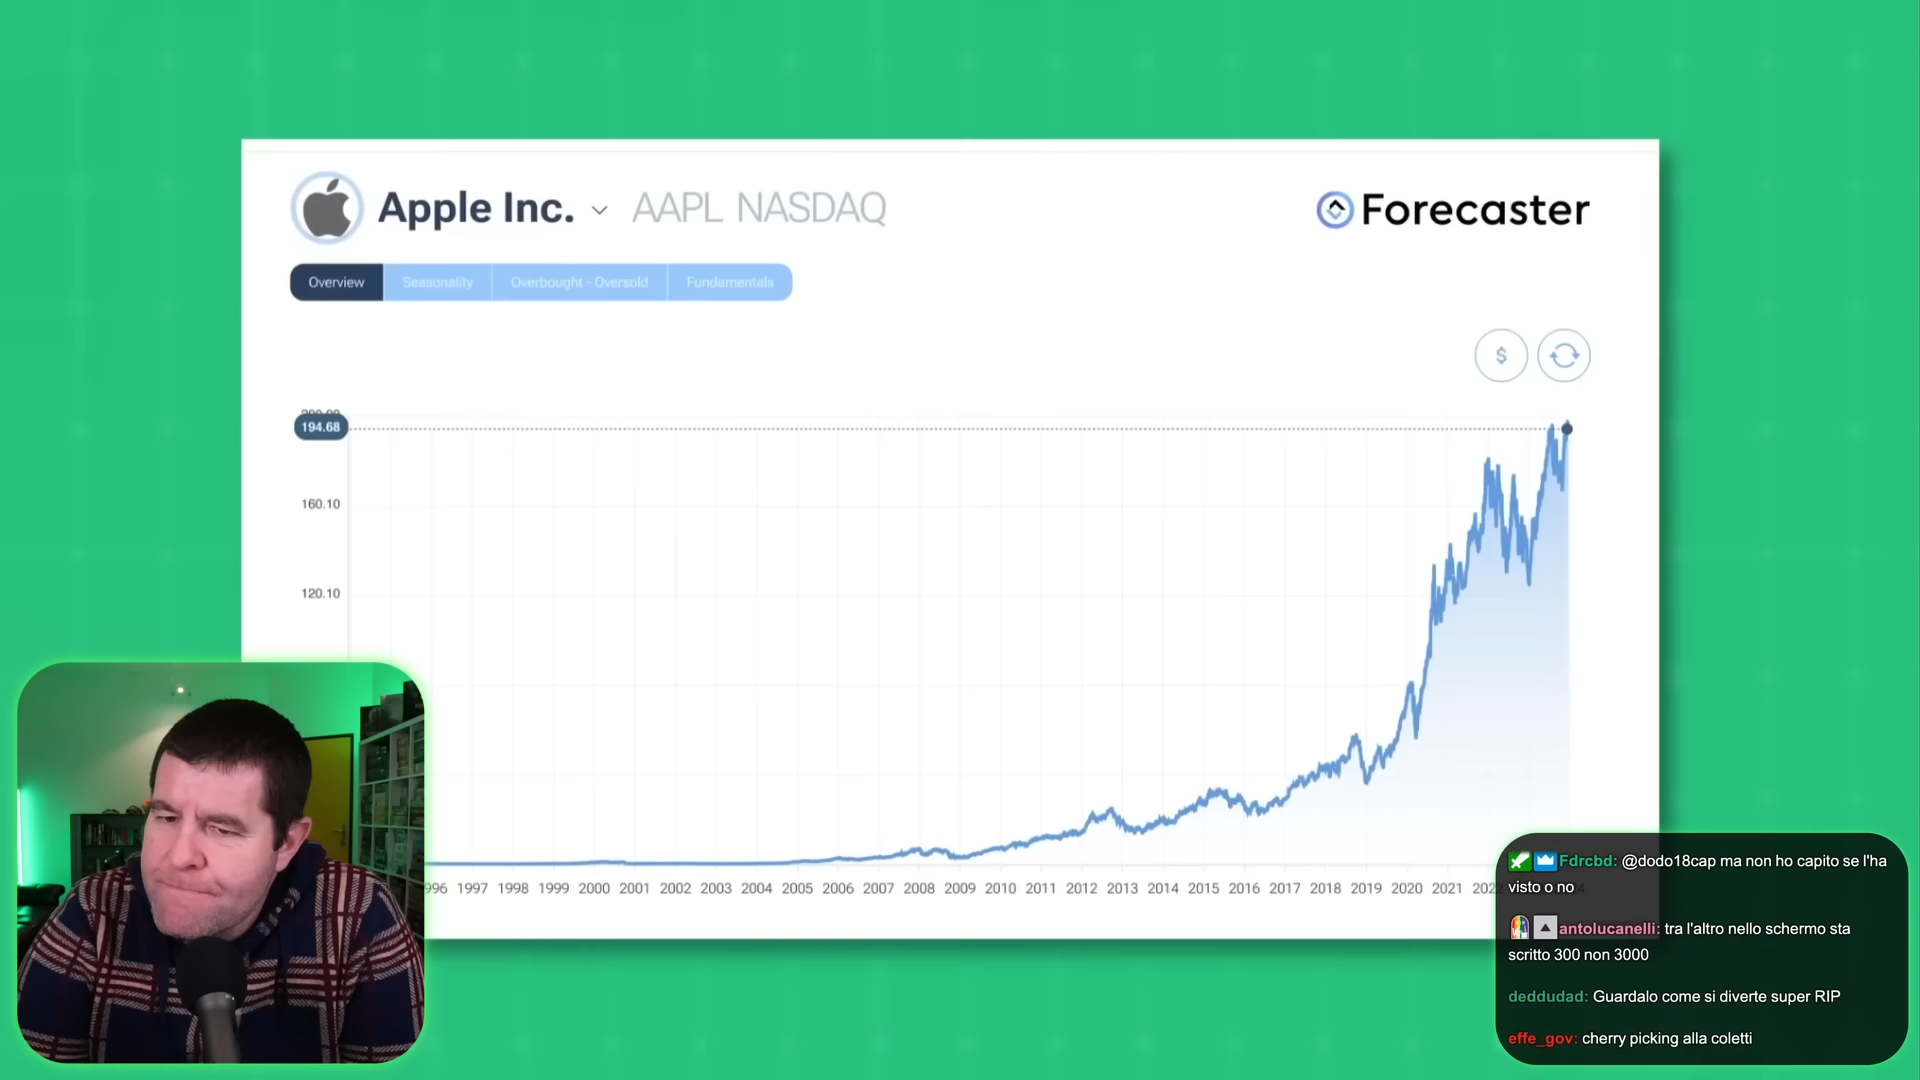 Apple Inc. AAPL NASDAQ
Forecaster
Overview Seasonality Overbought - Oversold Fundamentals
$
194.68
160.10
120.10
1997 1998 1999 2000 2001 2002 2003 2004 2005 2006 2007 2008 2009 2010 2011 2012 2013 2014 2015 2016 2017 2018 2019 2020 2021
Fdrcbd: @dodo18cap ma non ho capito se l'ha
visto o no
antolucanelli: tra l'altro nello schermo sta
scritto 300 non 3000
deddudad: Guardalo come si diverte super RIP
effe_gov: cherry picking alla coletti